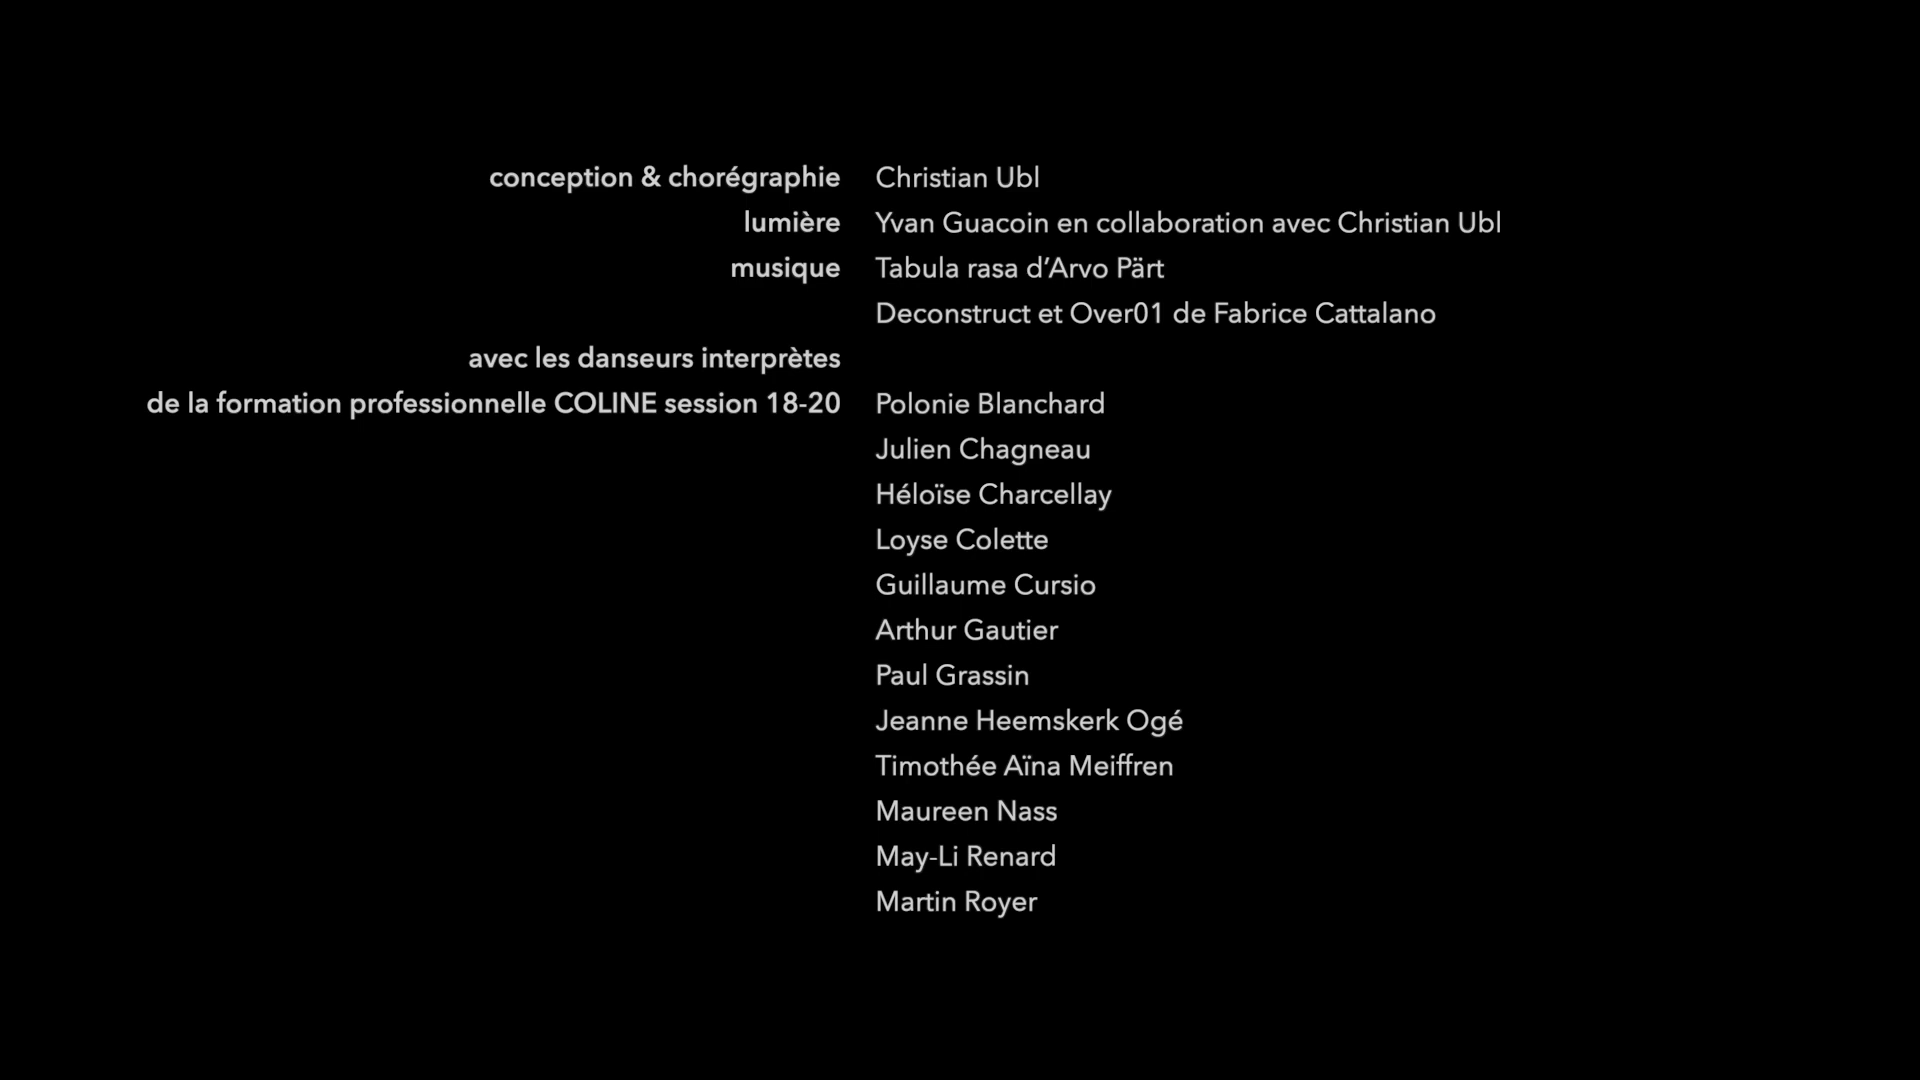 conception & chorégraphie Christian Ubl
lumière Yvan Guacoin en collaboration avec Christian Ubl
musique Tabula rasa d’Arvo Pärt
Deconstruct et Over01 de Fabrice Cattalano
avec les danseurs interprètes
de la formation professionnelle COLINE session 18-20 Polonie Blanchard
Julien Chagneau
Héloïse Charcellay
Loyse Colette
Guillaume Cursio
Arthur Gautier
Paul Grassin
Jeanne Heemskerk Ogé
Timothée Aïna Meiffren
Maureen Nass
May-Li Renard
Martin Royer